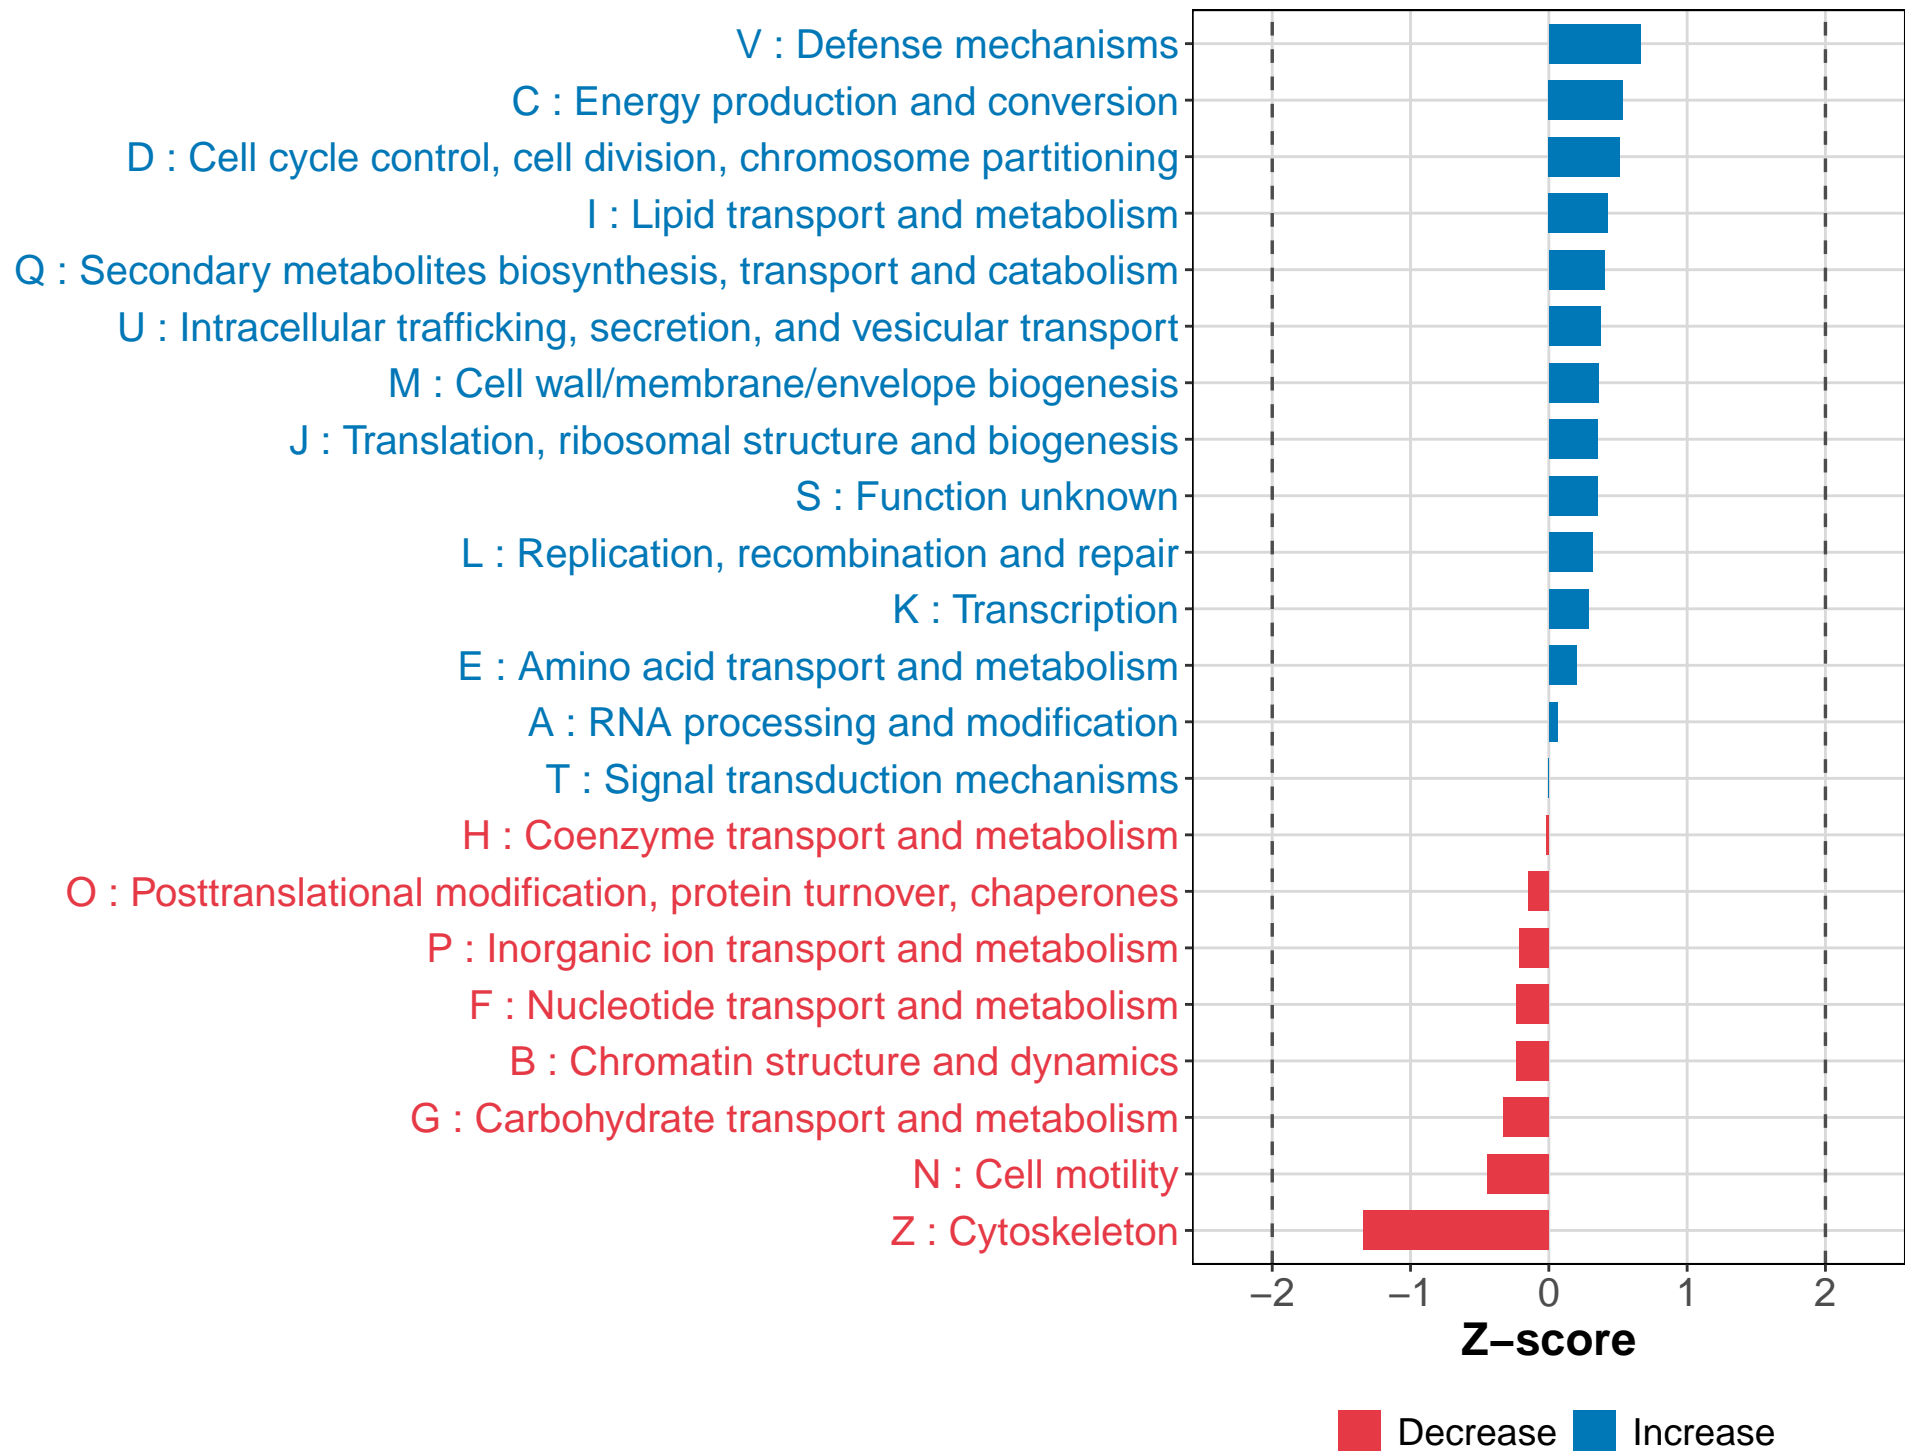 V : Defense mechanisms
C : Energy production and conversion
D : Cell cycle control, cell division, chromosome partitioning
I : Lipid transport and metabolism
Q : Secondary metabolites biosynthesis, transport and catabolism
U : Intracellular trafficking, secretion, and vesicular transport
M : Cell wall/membrane/envelope biogenesis
J : Translation, ribosomal structure and biogenesis
S : Function unknown
L : Replication, recombination and repair
K : Transcription
E : Amino acid transport and metabolism
A : RNA processing and modification
T : Signal transduction mechanisms
H : Coenzyme transport and metabolism
O : Posttranslational modification, protein turnover, chaperones
P : Inorganic ion transport and metabolism
F : Nucleotide transport and metabolism
B : Chromatin structure and dynamics
G : Carbohydrate transport and metabolism
N : Cell motility
Z : Cytoskeleton
−2 −1 0 1 2
Z−score
Decrease Increase